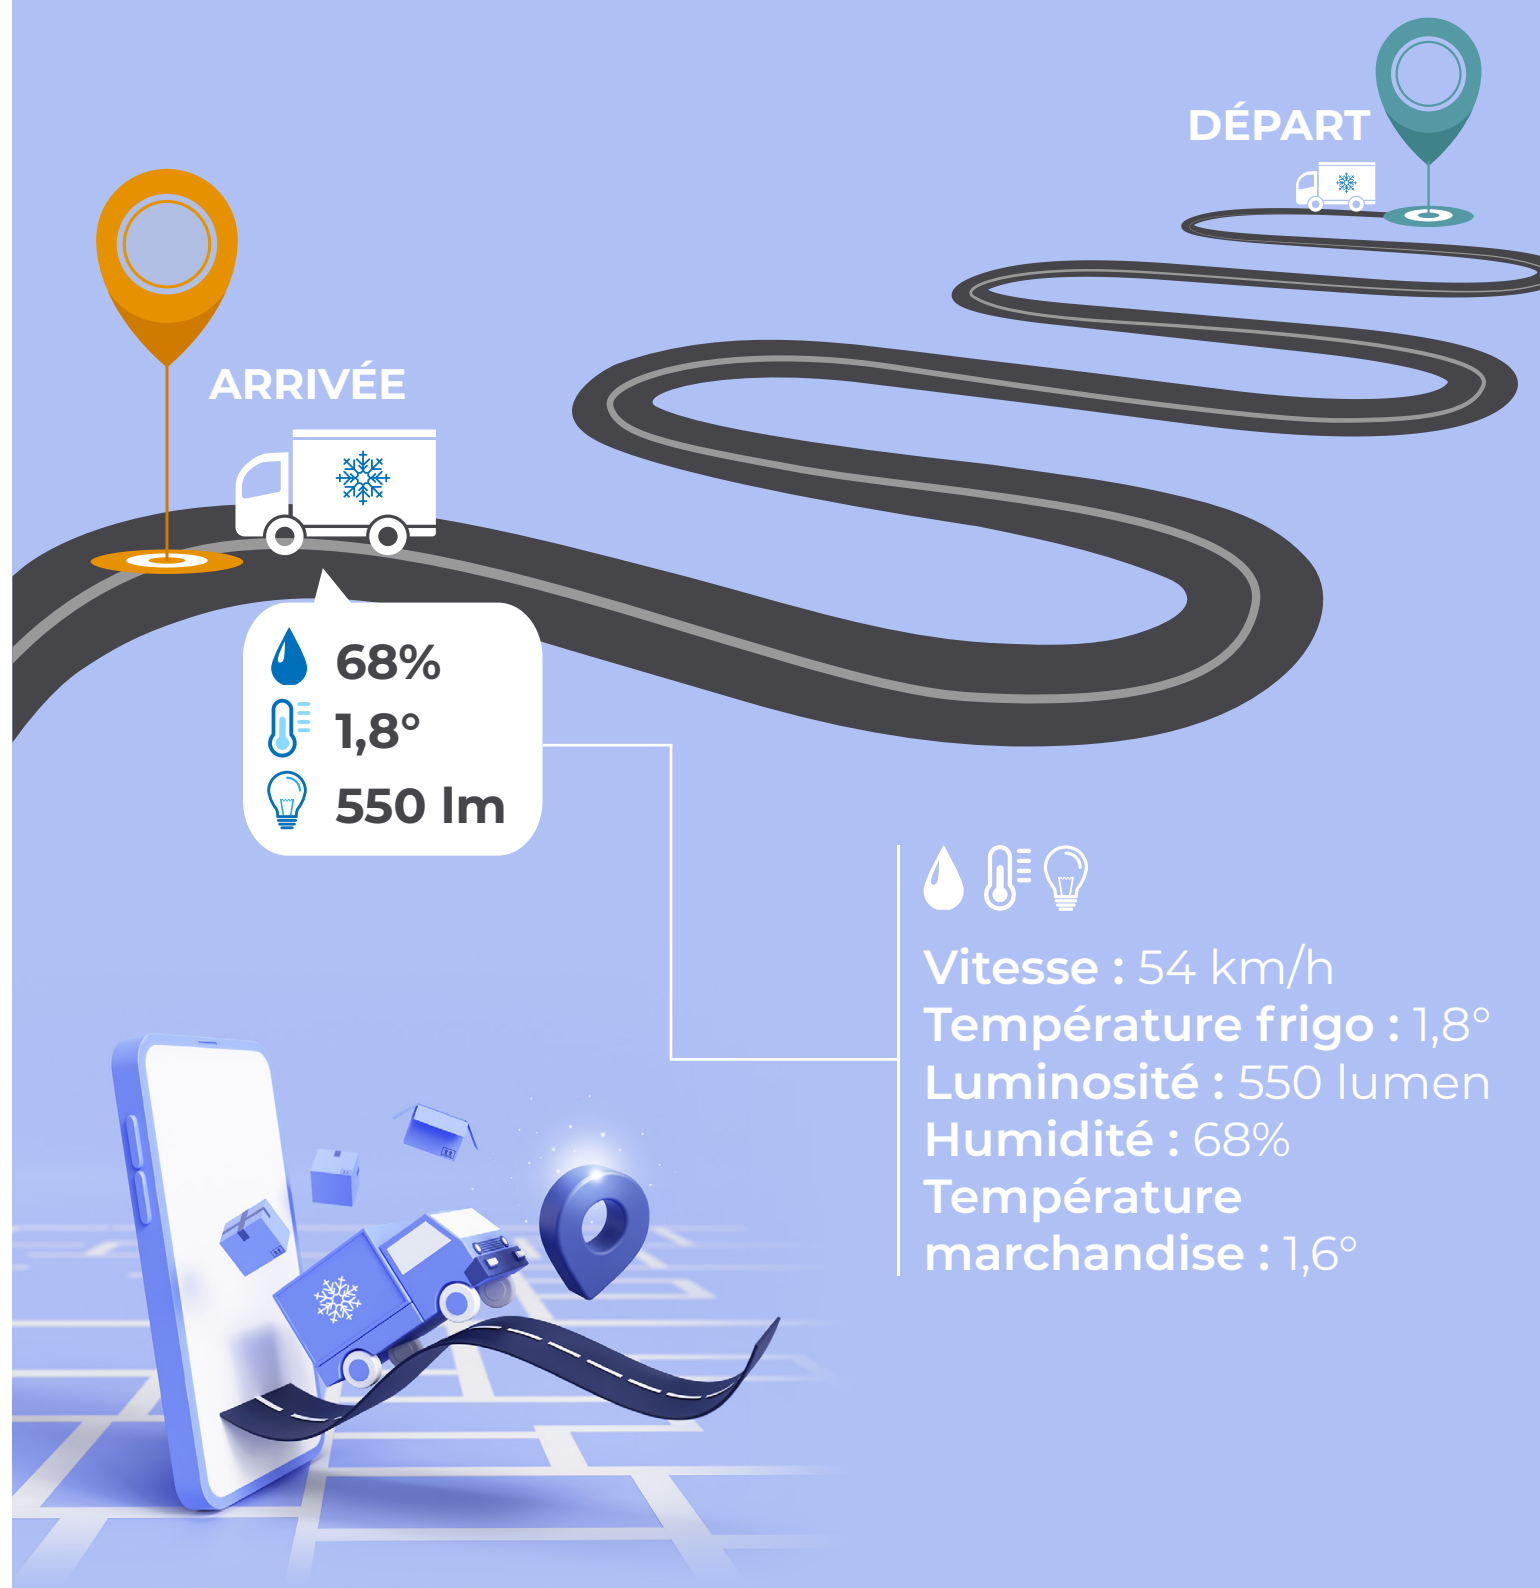 DÉPART
ARRIVÉE
68%
1,8°
550 lm
Vitesse : 54 km/h
Température frigo : 1,8°
Luminosité : 550 lumen
Humidité : 68%
Température
marchandise : 1,6°